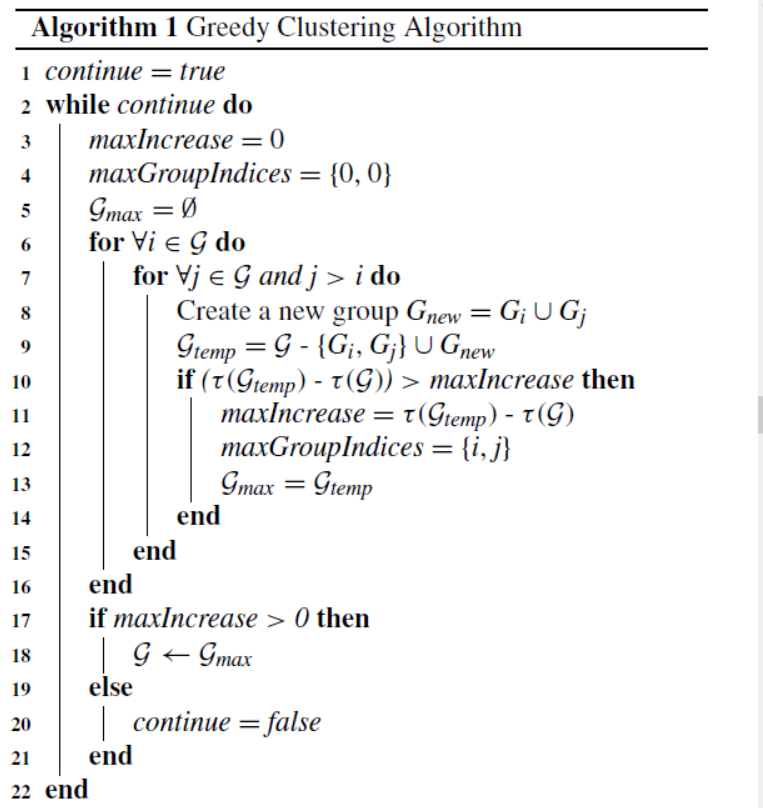 Algorithm 1 Greedy Clustering Algorithm
1 continue = true
2 while continue do
3 maxIncrease = 0
4 maxGroupIndices = {0, 0}
5 𝒢max = ∅
6 for ∀i ∈ 𝒢 do
7 for ∀j ∈ 𝒢 and j > i do
8 Create a new group Gnew = Gi ∪ Gj
9 𝒢temp = 𝒢 - {Gi, Gj} ∪ Gnew
10 if (τ(𝒢temp) - τ(𝒢)) > maxIncrease then
11 maxIncrease = τ(𝒢temp) - τ(𝒢)
12 maxGroupIndices = {i, j}
13 𝒢max = 𝒢temp
14 end
15 end
16 end
17 if maxIncrease > 0 then
18 𝒢 ← 𝒢max
19 else
20 continue = false
21 end
22 end